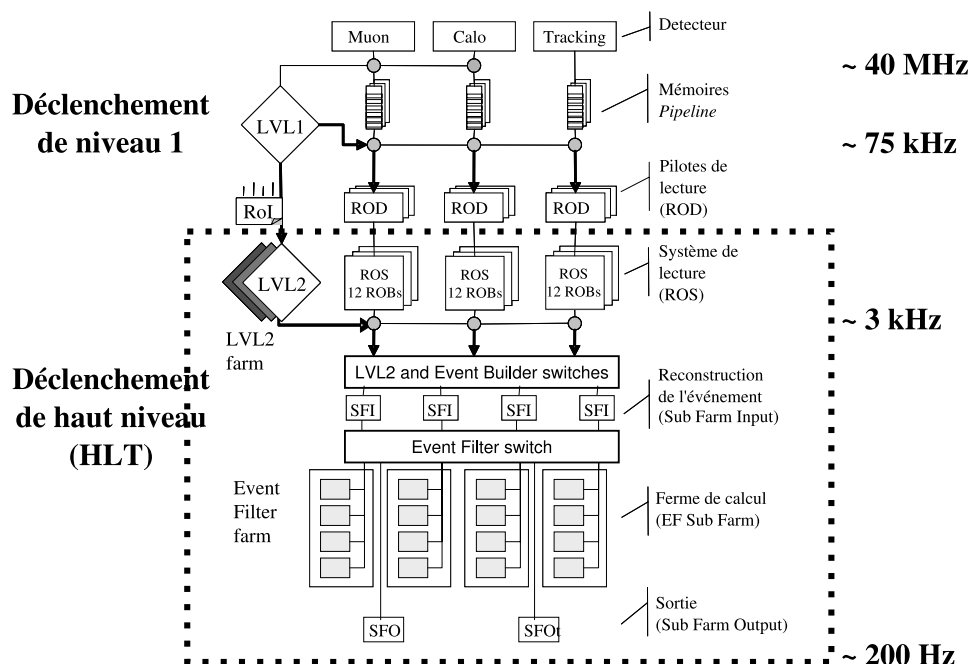 Muon
Calo
Tracking
Detecteur
~ 40 MHz
Déclenchement
de niveau 1
LVL1
Mémoires
Pipeline
~ 75 kHz
RoI
ROD
ROD
ROD
Pilotes de
lecture
(ROD)
LVL2
LVL2
farm
ROS
12 ROBs
ROS
12 ROBs
ROS
12 ROBs
Système de
lecture
(ROS)
~ 3 kHz
Déclenchement
de haut niveau
(HLT)
LVL2 and Event Builder switches
SFI
SFI
SFI
SFI
Reconstruction
de l'événement
(Sub Farm Input)
Event Filter switch
Event
Filter
farm
Ferme de calcul
(EF Sub Farm)
SFO
SFOt
Sortie
(Sub Farm Output)
~ 200 Hz